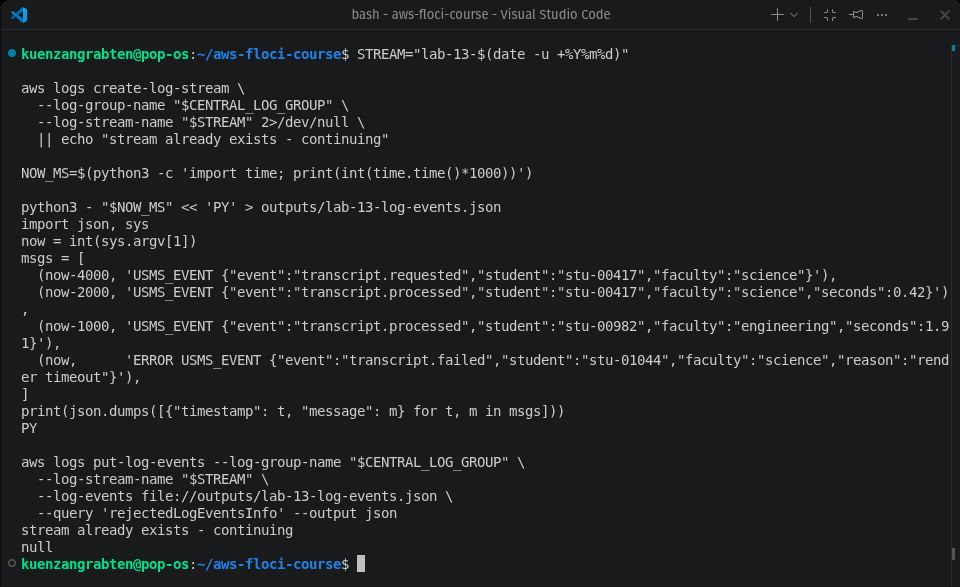 bash - aws-floci-course - Visual Studio Code
kuenzangrabten@pop-os:~/aws-floci-course$ STREAM="lab-13-$(date -u +%Y%m%d)"
aws logs create-log-stream \
  --log-group-name "$CENTRAL_LOG_GROUP" \
  --log-stream-name "$STREAM" 2>/dev/null \
  || echo "stream already exists - continuing"
NOW_MS=$(python3 -c 'import time; print(int(time.time()*1000))')
python3 - "$NOW_MS" << 'PY' > outputs/lab-13-log-events.json
import json, sys
now = int(sys.argv[1])
msgs = [
  (now-4000, 'USMS_EVENT {"event":"transcript.requested","student":"stu-00417","faculty":"science"}'),
  (now-2000, 'USMS_EVENT {"event":"transcript.processed","student":"stu-00417","faculty":"science","seconds":0.42}')
,
  (now-1000, 'USMS_EVENT {"event":"transcript.processed","student":"stu-00982","faculty":"engineering","seconds":1.9
1}'),
  (now,      'ERROR USMS_EVENT {"event":"transcript.failed","student":"stu-01044","faculty":"science","reason":"rend
er timeout"}'),
]
print(json.dumps([{"timestamp": t, "message": m} for t, m in msgs]))
PY
aws logs put-log-events --log-group-name "$CENTRAL_LOG_GROUP" \
  --log-stream-name "$STREAM" \
  --log-events file://outputs/lab-13-log-events.json \
  --query 'rejectedLogEventsInfo' --output json
stream already exists - continuing
null
kuenzangrabten@pop-os:~/aws-floci-course$